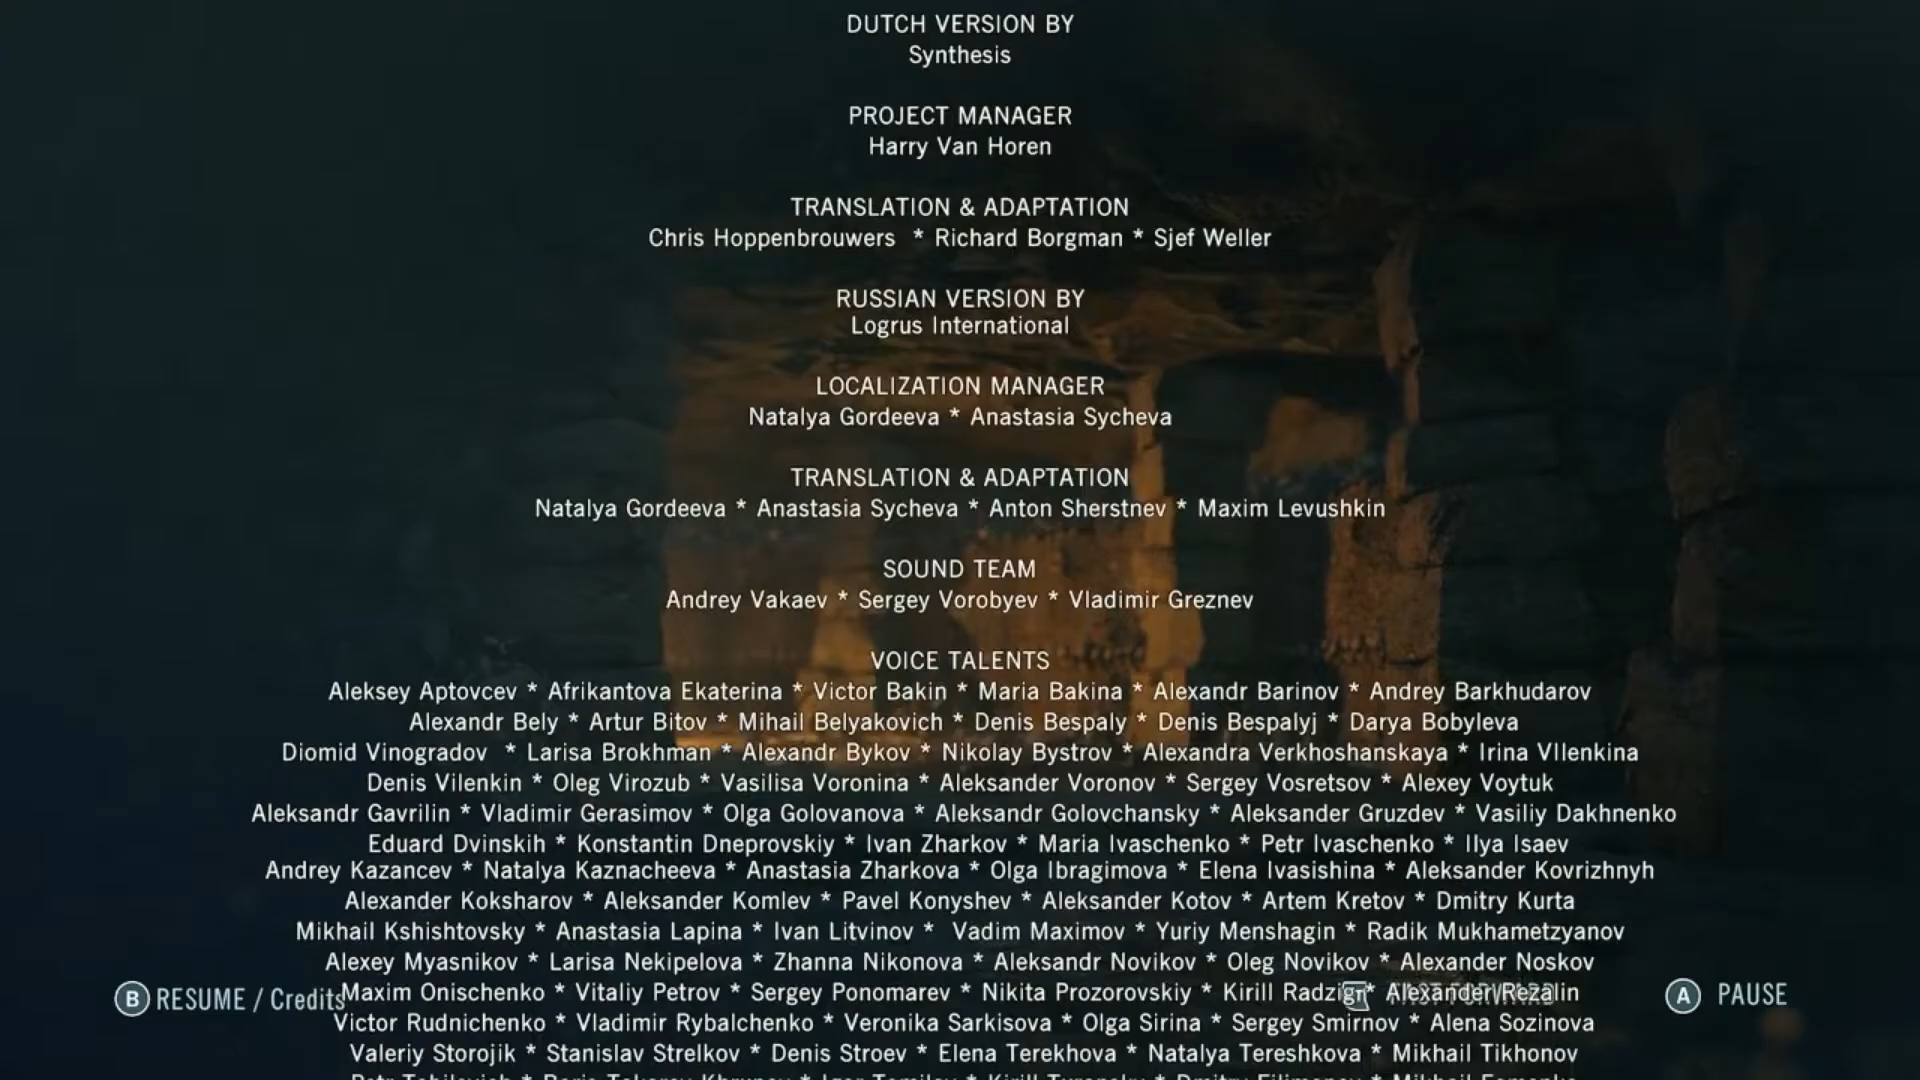 DUTCH VERSION BY
Synthesis
PROJECT MANAGER
Harry Van Horen
TRANSLATION & ADAPTATION
Chris Hoppenbrouwers * Richard Borgman * Sjef Weller
RUSSIAN VERSION BY
Logrus International
LOCALIZATION MANAGER
Natalya Gordeeva * Anastasia Sycheva
TRANSLATION & ADAPTATION
Natalya Gordeeva * Anastasia Sycheva * Anton Sherstnev * Maxim Levushkin
SOUND TEAM
Andrey Vakaev * Sergey Vorobyev * Vladimir Greznev
VOICE TALENTS
Aleksey Aptovcev * Afrikantova Ekaterina * Victor Bakin * Maria Bakina * Alexandr Barinov * Andrey Barkhudarov
Alexandr Bely * Artur Bitov * Mihail Belyakovich * Denis Bespaly * Denis Bespalyj * Darya Bobyleva
Diomid Vinogradov * Larisa Brokhman * Alexandr Bykov * Nikolay Bystrov * Alexandra Verkhoshanskaya * Irina VIlenkina
Denis Vilenkin * Oleg Virozub * Vasilisa Voronina * Aleksander Voronov * Sergey Vosretsov * Alexey Voytuk
Aleksandr Gavrilin * Vladimir Gerasimov * Olga Golovanova * Aleksandr Golovchansky * Aleksander Gruzdev * Vasiliy Dakhnenko
Eduard Dvinskih * Konstantin Dneprovskiy * Ivan Zharkov * Maria Ivaschenko * Petr Ivaschenko * Ilya Isaev
Andrey Kazancev * Natalya Kaznacheeva * Anastasia Zharkova * Olga Ibragimova * Elena Ivasishina * Aleksander Kovrizhnyh
Alexander Koksharov * Aleksander Komlev * Pavel Konyshev * Aleksander Kotov * Artem Kretov * Dmitry Kurta
Mikhail Kshishtovsky * Anastasia Lapina * Ivan Litvinov * Vadim Maximov * Yuriy Menshagin * Radik Mukhametzyanov
Alexey Myasnikov * Larisa Nekipelova * Zhanna Nikonova * Aleksandr Novikov * Oleg Novikov * Alexander Noskov
Maxim Onischenko * Vitaliy Petrov * Sergey Ponomarev * Nikita Prozorovskiy * Kirill Radzig * Alexander Rezalin
B RESUME / Credits
FAST FORWARD
A PAUSE
Victor Rudnichenko * Vladimir Rybalchenko * Veronika Sarkisova * Olga Sirina * Sergey Smirnov * Alena Sozinova
Valeriy Storojik * Stanislav Strelkov * Denis Stroev * Elena Terekhova * Natalya Tereshkova * Mikhail Tikhonov